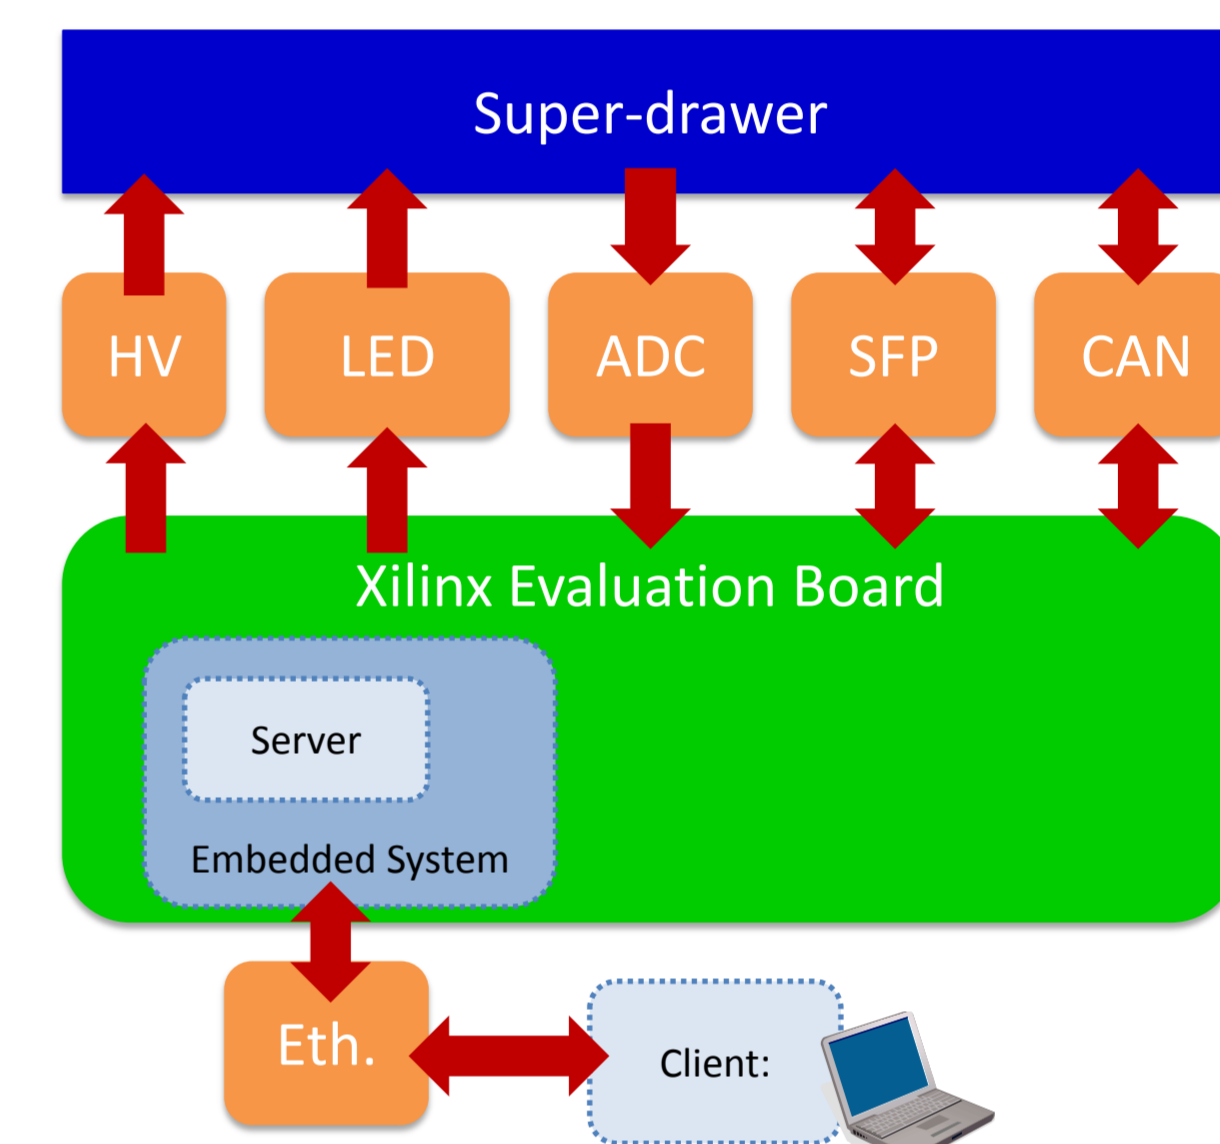 Super-drawer
HV
LED
ADC
SFP
CAN
Xilinx Evaluation Board
Server
Embedded System
Eth.
Client: